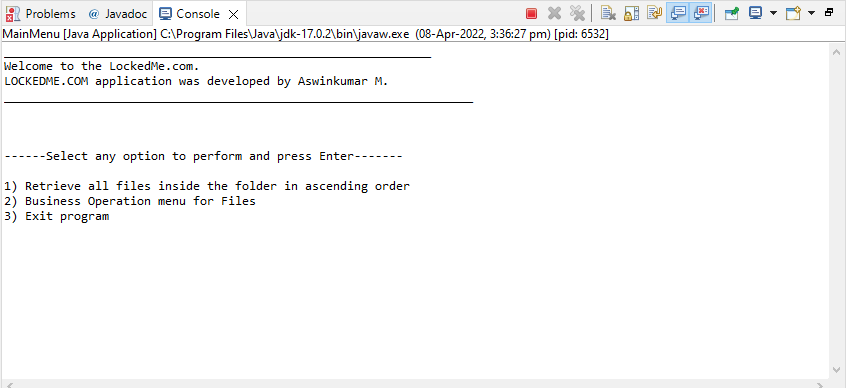 Problems @ Javadoc Console
MainMenu [Java Application] C:\Program Files\Java\jdk-17.0.2\bin\javaw.exe (08-Apr-2022, 3:36:27 pm) [pid: 6532]
Welcome to the LockedMe.com.
LOCKEDME.COM application was developed by Aswinkumar M.
------Select any option to perform and press Enter-------
1) Retrieve all files inside the folder in ascending order
2) Business Operation menu for Files
3) Exit program